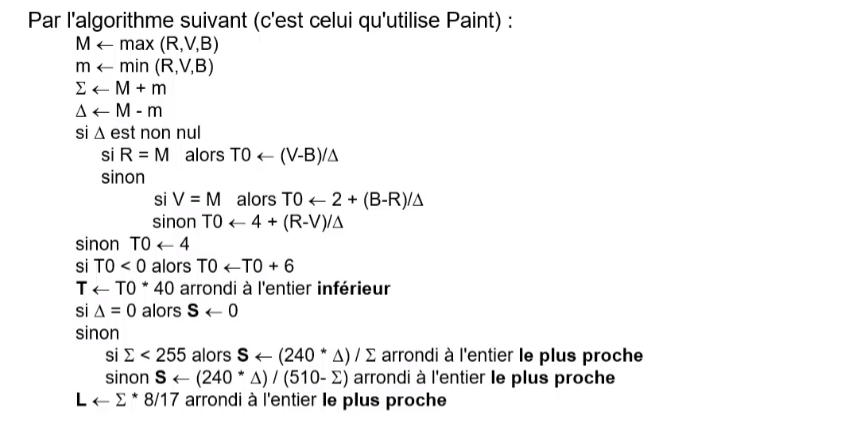 Par l'algorithme suivant (c'est celui qu'utilise Paint) :
M ← max (R,V,B)
m ← min (R,V,B)
Σ ← M + m
Δ ← M - m
si Δ est non nul
si R = M   alors T0 ← (V-B)/Δ
sinon
si V = M   alors T0 ← 2 + (B-R)/Δ
sinon T0 ← 4 + (R-V)/Δ
sinon  T0 ← 4
si T0 < 0 alors T0 ←T0 + 6
T ← T0 * 40 arrondi à l'entier inférieur
si Δ = 0 alors S ← 0
sinon
si Σ < 255 alors S ← (240 * Δ) / Σ arrondi à l'entier le plus proche
sinon S ← (240 * Δ) / (510- Σ) arrondi à l'entier le plus proche
L ← Σ * 8/17 arrondi à l'entier le plus proche